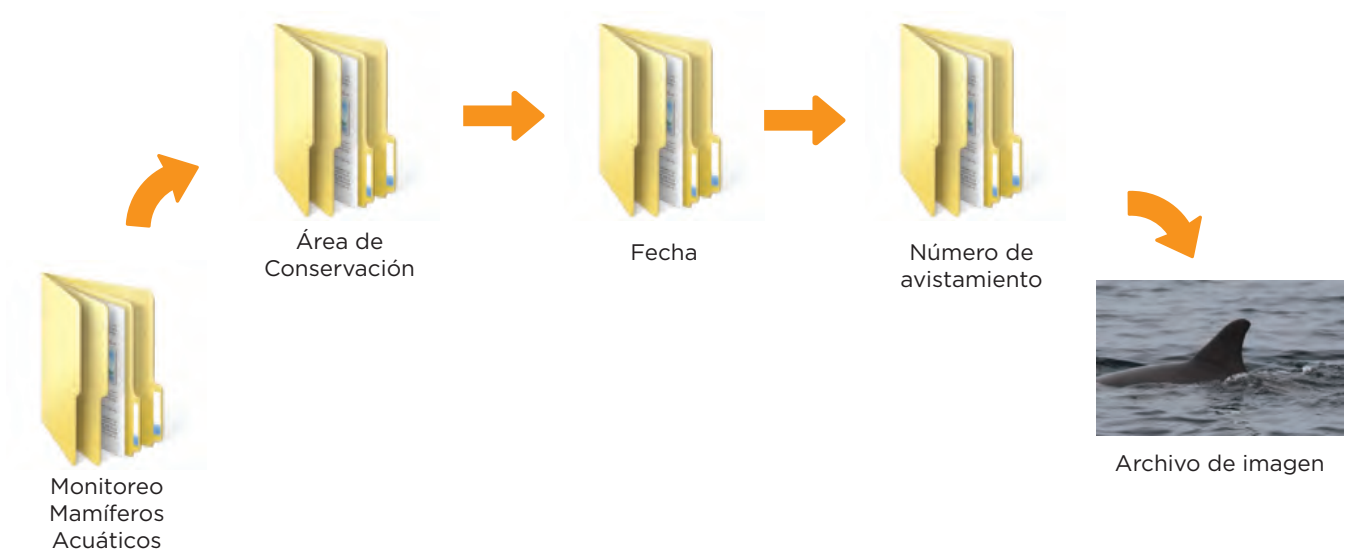 Área de
Conservación
Fecha
Número de
avistamiento
Archivo de imagen
Monitoreo
Mamíferos
Acuáticos